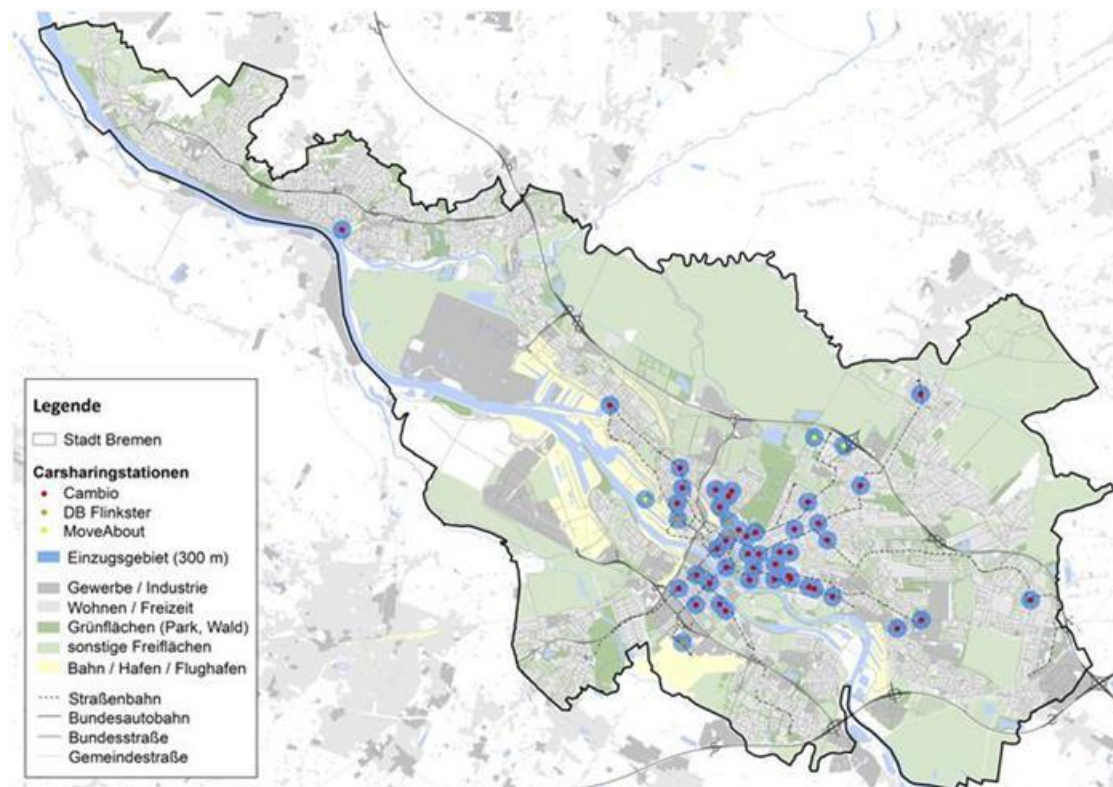 Legende
Stadt Bremen
Carsharingstationen
Cambio
DB Flinkster
MoveAbout
Einzugsgebiet (300 m)
Gewerbe / Industrie
Wohnen / Freizeit
Grünflächen (Park, Wald)
sonstige Freiflächen
Bahn / Hafen / Flughafen
Straßenbahn
Bundesautobahn
Bundesstraße
Gemeindestraße